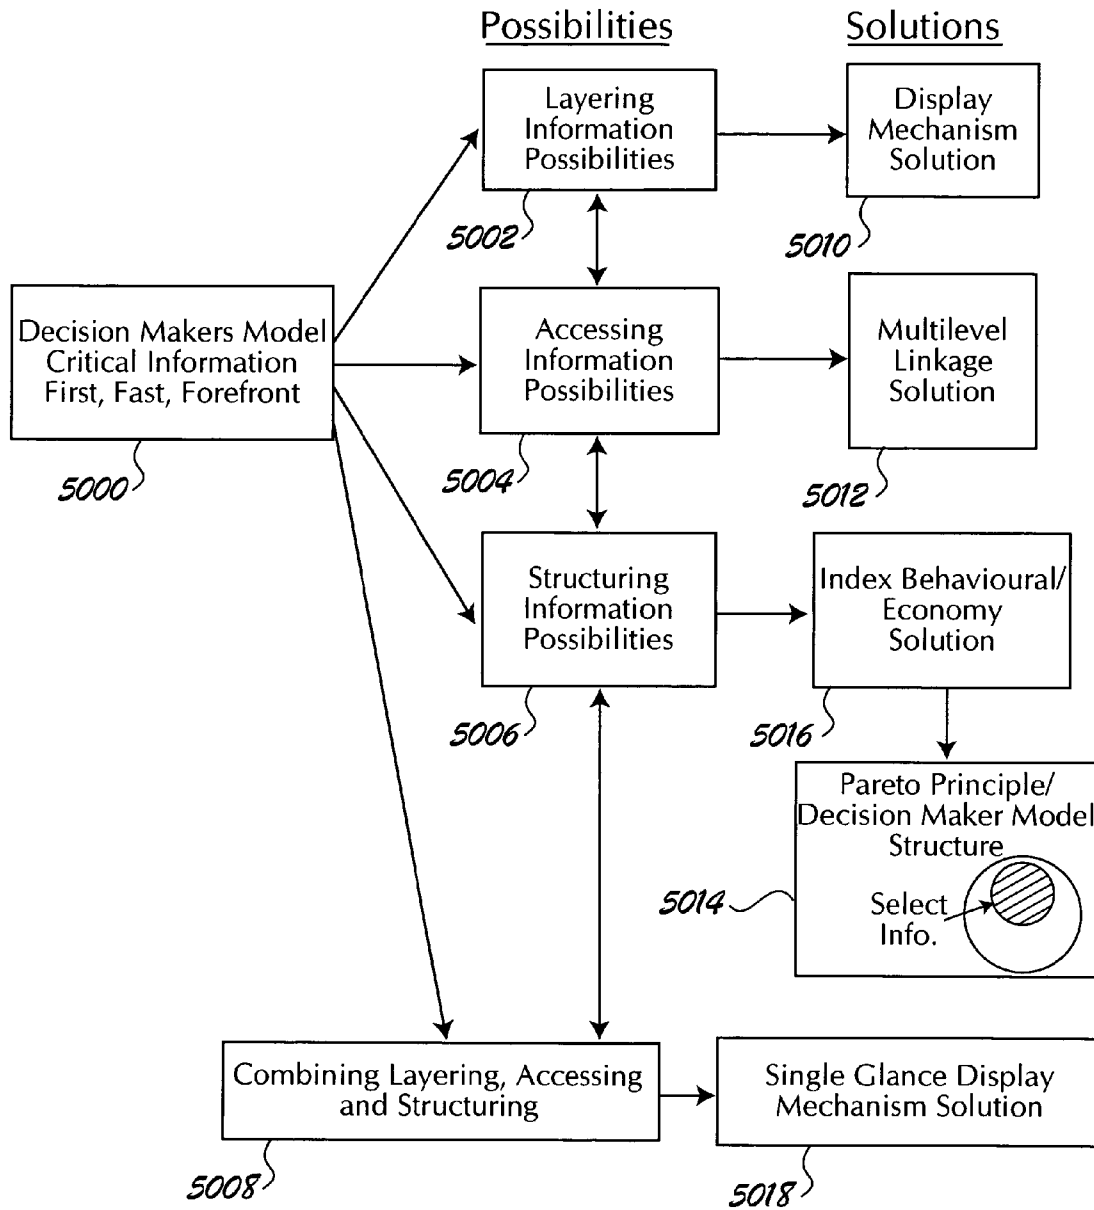 Possibilities
Solutions
Layering
Information
Possibilities
5002
Display
Mechanism
Solution
5010
Decision Makers Model
Critical Information
First, Fast, Forefront
5000
Accessing
Information
Possibilities
5004
Multilevel
Linkage
Solution
5012
Structuring
Information
Possibilities
5006
Index Behavioural/
Economy
Solution
5016
Pareto Principle/
Decision Maker Model
Structure
Select
Info.
5014
Combining Layering, Accessing
and Structuring
5008
Single Glance Display
Mechanism Solution
5018